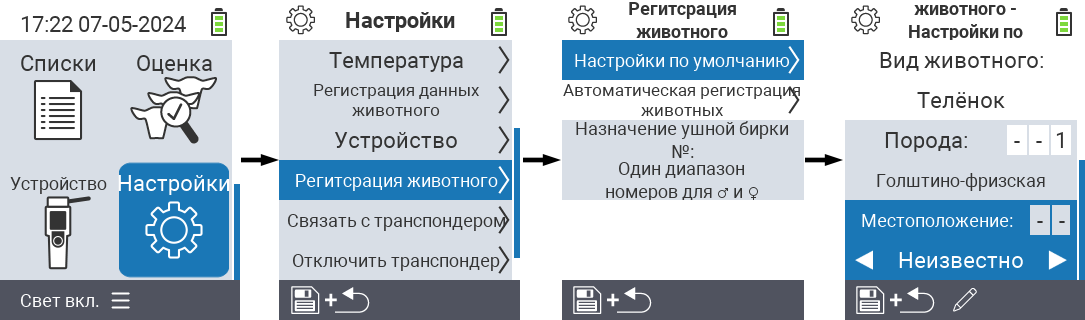 17:22 07-05-2024
Списки
Оценка
Устройство
Настройки
Свет вкл.
Настройки
Температура
Регистрация данных
животного
Устройство
Регитсрация животного
Связать с транспондером
Отключить транспондер
+
Регитсрация
животного
Настройки по умолчанию
Автоматическая регистрация
животных
Назначение ушной бирки
№:
Один диапазон
номеров для ♂ и ♀
+
животного -
Настройки по
Вид животного:
Телёнок
Порода: - - 1
Голштино-фризская
Местоположение: - -
Неизвестно
+